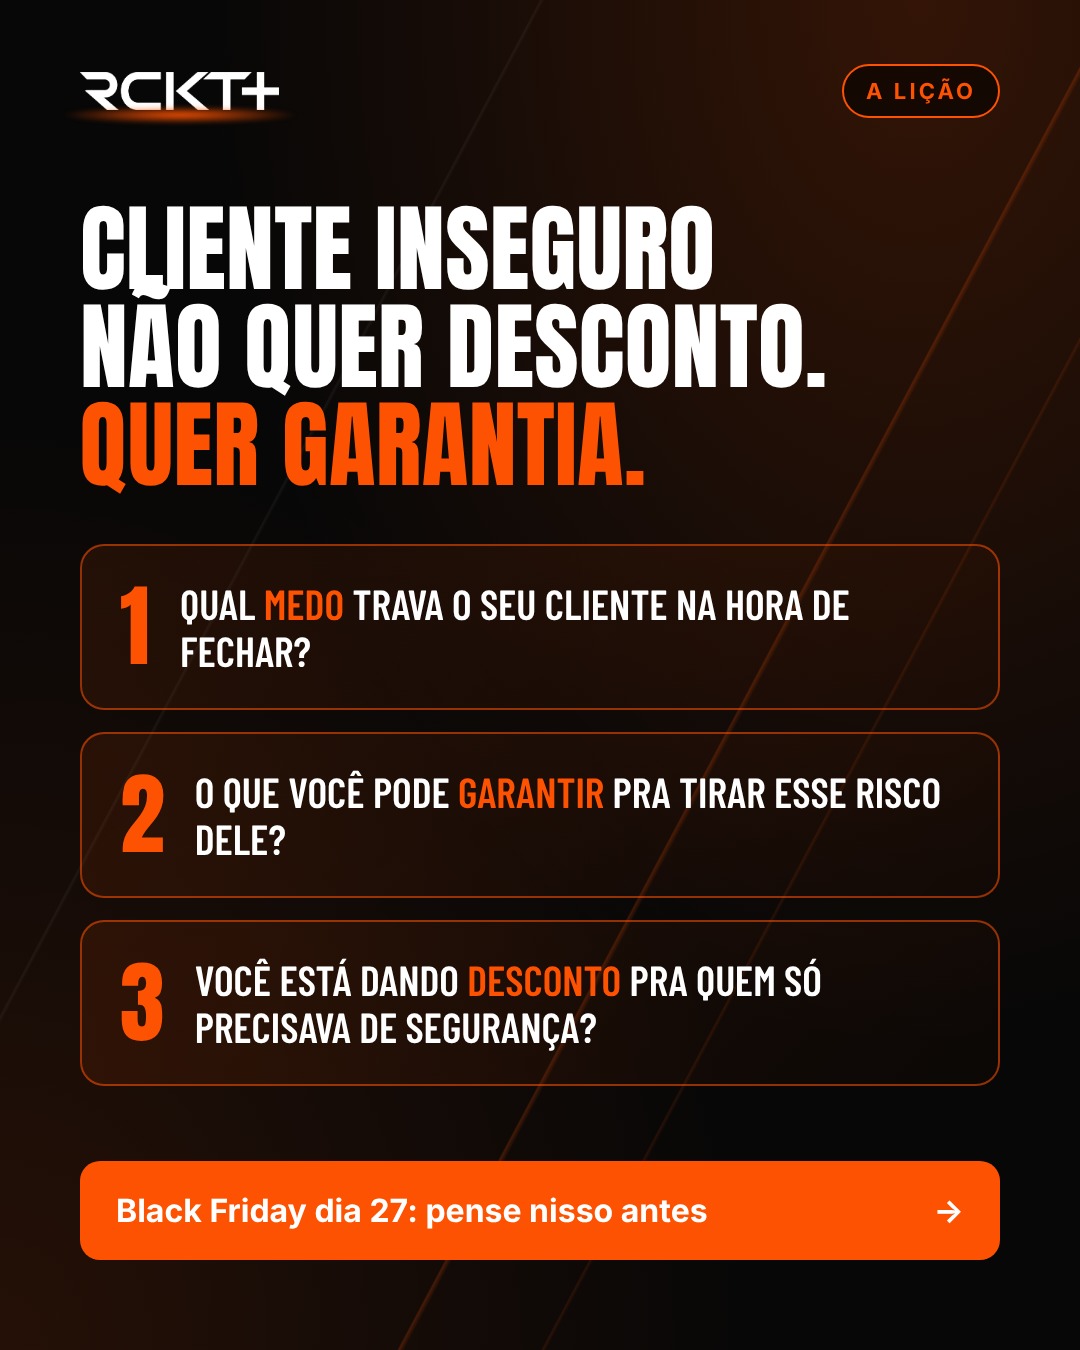 RCKT+
A LIÇÃO
CLIENTE INSEGURO
NÃO QUER DESCONTO.
QUER GARANTIA.
1 QUAL MEDO TRAVA O SEU CLIENTE NA HORA DE
FECHAR?
2 O QUE VOCÊ PODE GARANTIR PRA TIRAR ESSE RISCO
DELE?
3 VOCÊ ESTÁ DANDO DESCONTO PRA QUEM SÓ
PRECISAVA DE SEGURANÇA?
Black Friday dia 27: pense nisso antes →